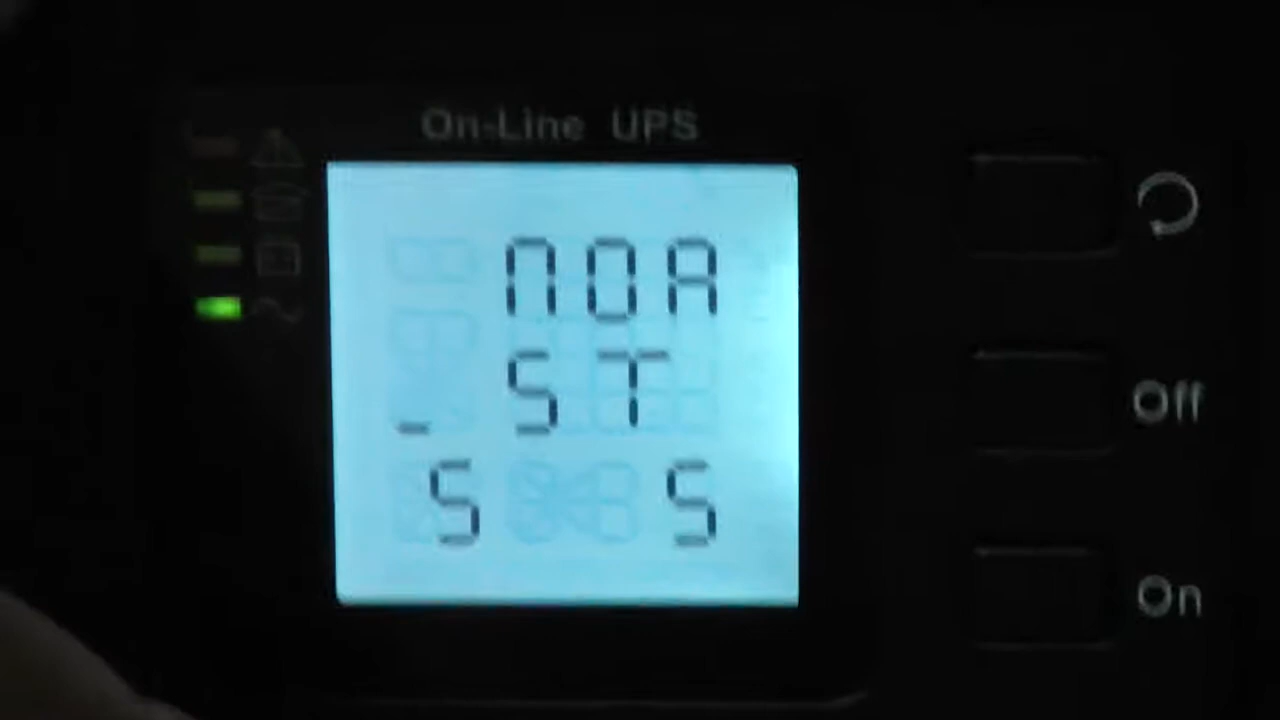 On-Line UPS
NOA
_ ST
S S
Off
On